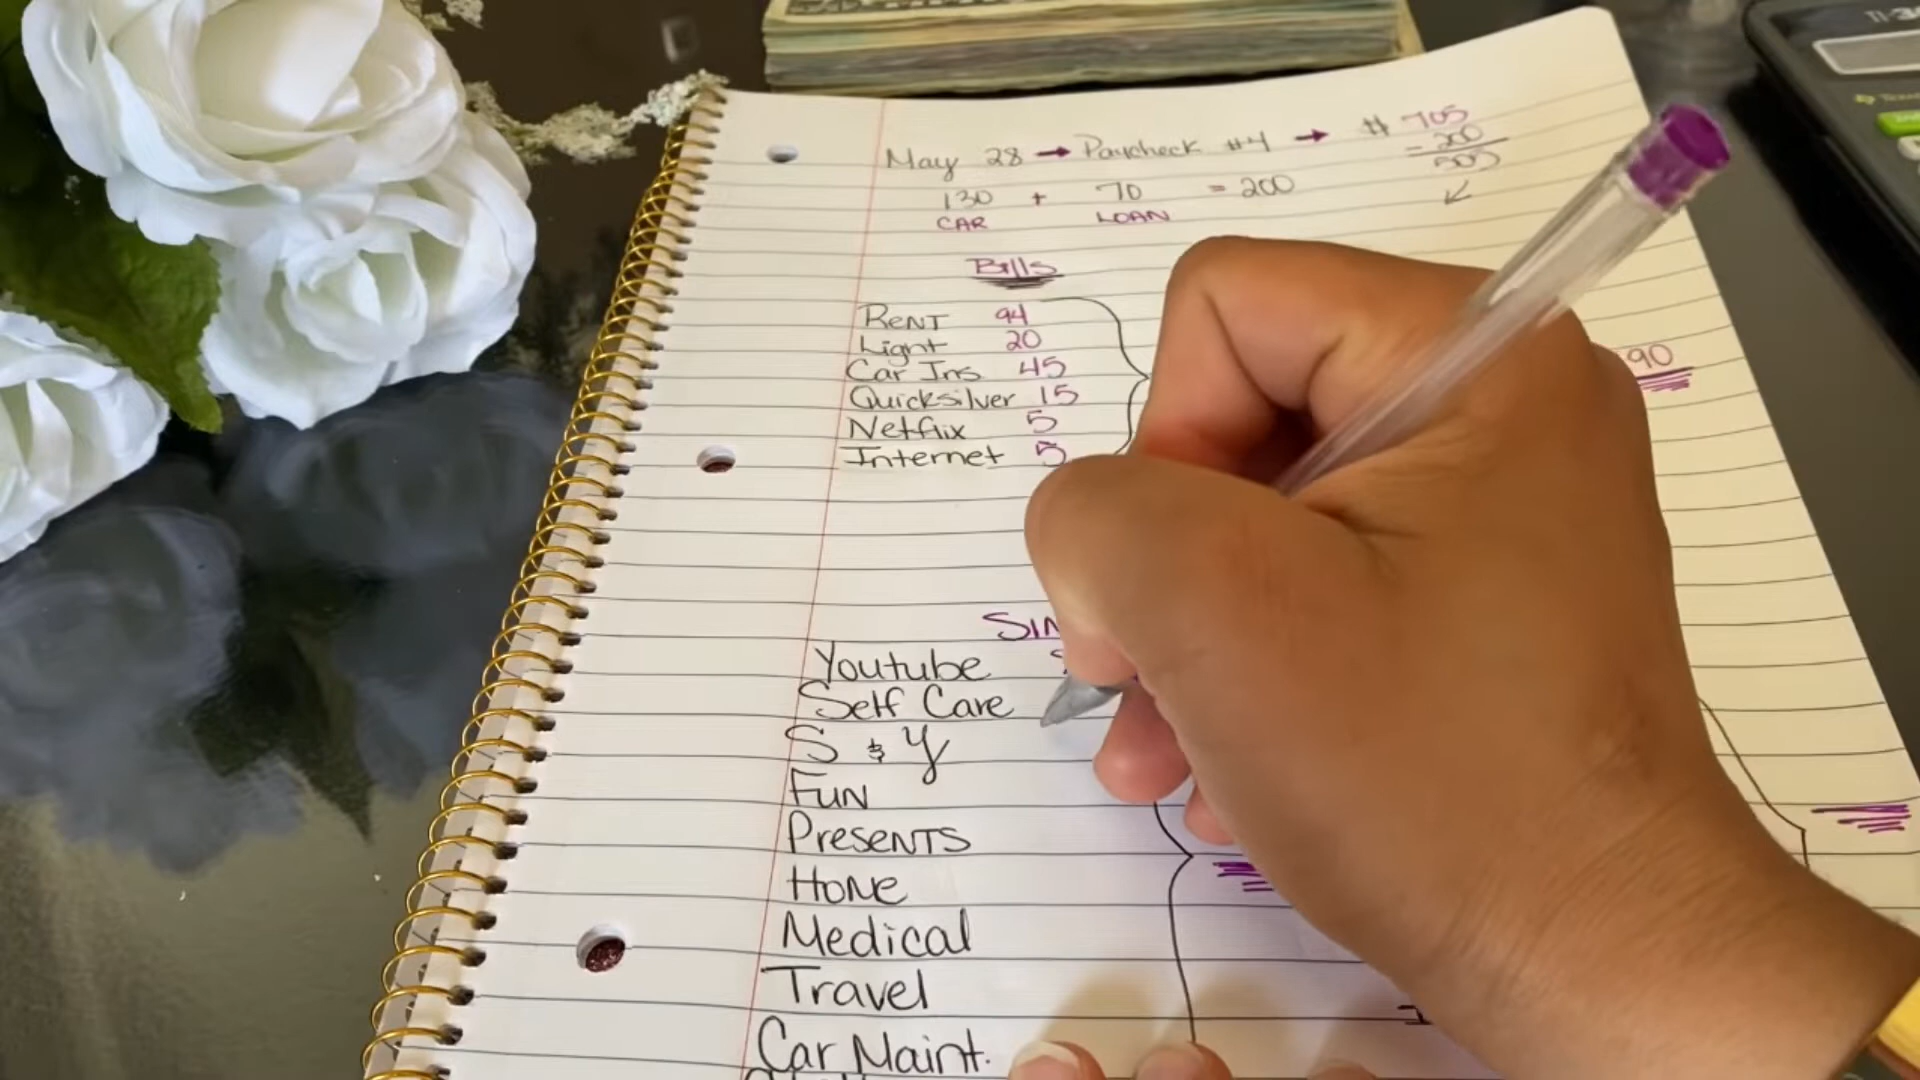 May 28 → Paycheck #4 → $ 705
- 200
505
130 + 70 = 200
CAR LOAN
Bills
RENT 94
Light 20
Car Ins 45
Quicksilver 15
Netflix 5
Internet 5
90
Youtube
Self Care
S & Y
FUN
PRESENTS
HOME
Medical
Travel
Car Maint.